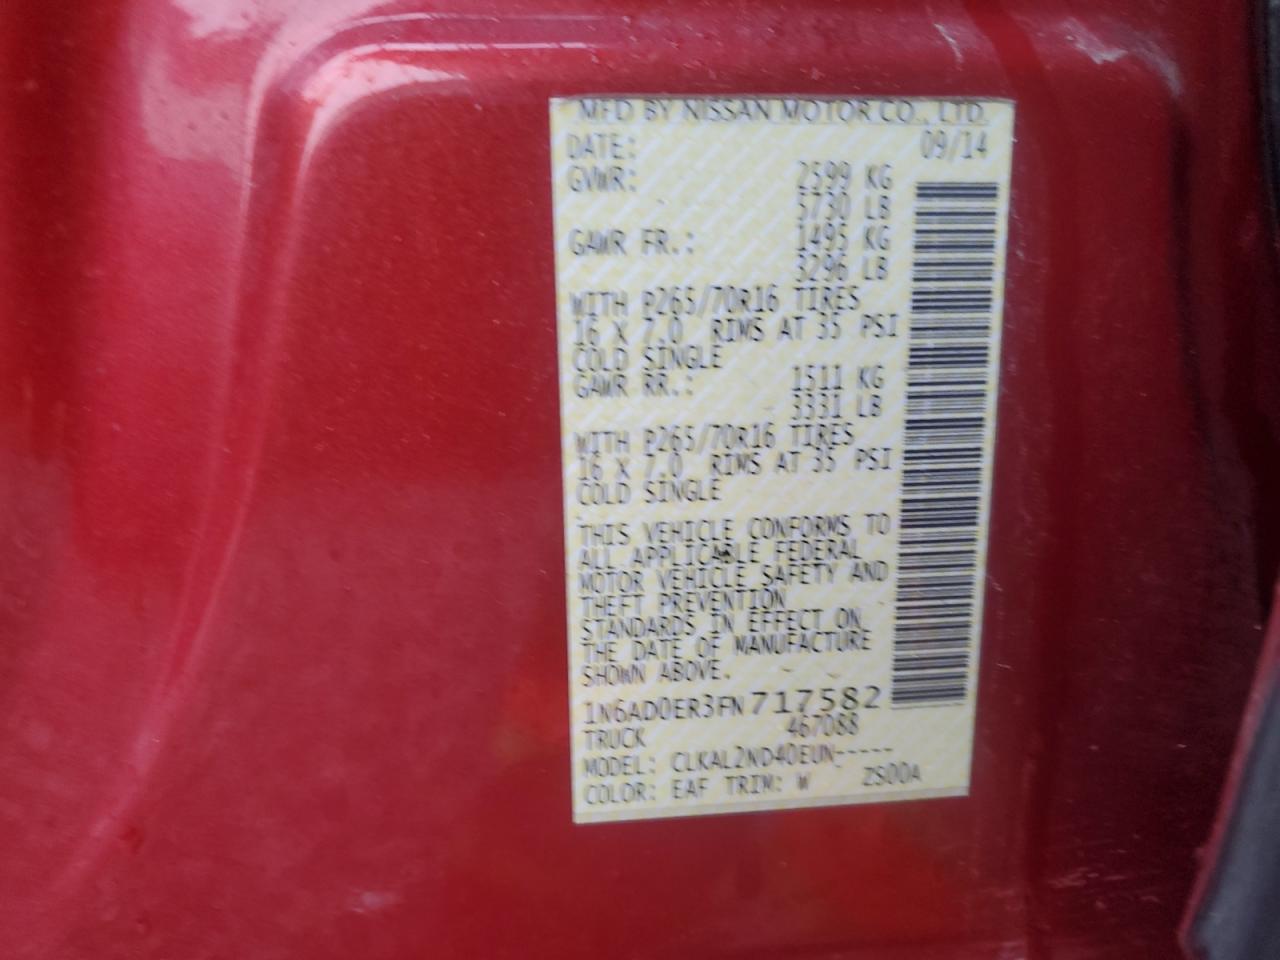 MFD BY NISSAN MOTOR CO., LTD.
DATE: 09/14
GVWR: 2599 KG
5730 LB
GAWR FR.: 1495 KG
3296 LB
WITH P265/70R16 TIRES
16 X 7.0 RIMS AT 35 PSI
COLD SINGLE
GAWR RR.: 1511 KG
3331 LB
WITH P265/70R16 TIRES
16 X 7.0 RIMS AT 35 PSI
COLD SINGLE
THIS VEHICLE CONFORMS TO
ALL APPLICABLE FEDERAL
MOTOR VEHICLE SAFETY AND
THEFT PREVENTION
STANDARDS IN EFFECT ON
THE DATE OF MANUFACTURE
SHOWN ABOVE.
1N6AD0ER3FN717582
TRUCK 467088
MODEL: CLKAL2ND40EUN-----
COLOR: EAF TRIM: W ZS00A